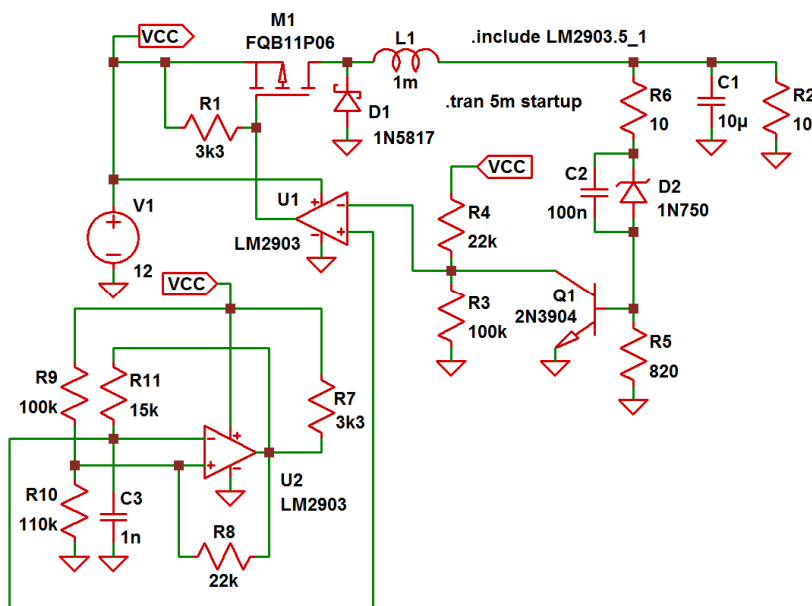 VCC
M1
FQB11P06
L1
1m
.include LM2903.5_1
.tran 5m startup
R1
3k3
D1
1N5817
R6
10
C1
10µ
R2
10
V1
12
U1
LM2903
VCC
R4
22k
C2
100n
D2
1N750
VCC
R3
100k
Q1
2N3904
R5
820
R9
100k
R11
15k
R7
3k3
U2
LM2903
R10
110k
C3
1n
R8
22k